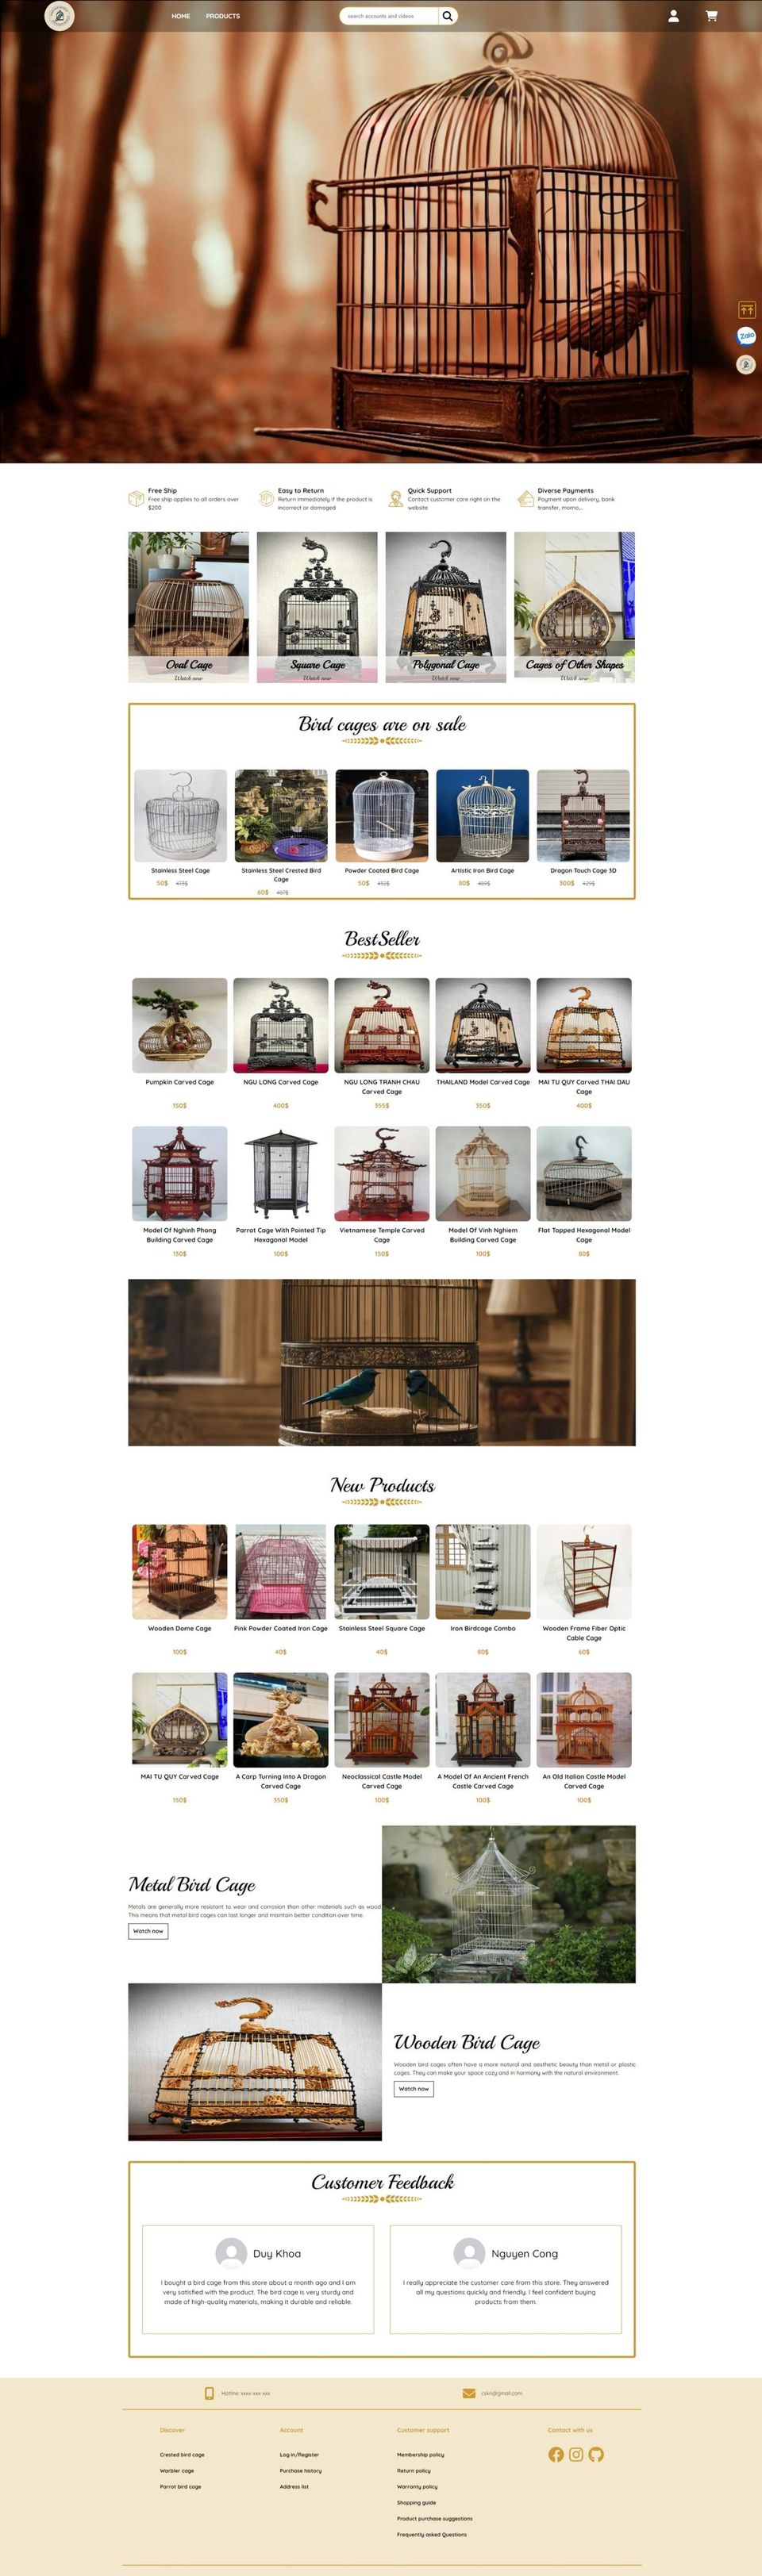 HOME PRODUCTS
search accounts and videos
Zalo
Free Ship
Free ship applies to all orders over
$200
Easy to Return
Return immediately if the product is
incorrect or damaged
Quick Support
Contact customer care right on the
website
Diverse Payments
Payment upon delivery, bank
transfer, momo,...
Oval Cage
Watch now
Square Cage
Watch now
Polygonal Cage
Watch now
Cages of Other Shapes
Watch now
Bird cages are on sale
Stainless Steel Cage
50$
Stainless Steel Crested Bird
Cage
60$
Powder Coated Bird Cage
50$
Artistic Iron Bird Cage
80$
Dragon Touch Cage 3D
300$
BestSeller
Pumpkin Carved Cage
150$
NGU LONG Carved Cage
400$
NGU LONG TRANH CHAU
Carved Cage
355$
THAILAND Model Carved Cage
350$
MAI TU QUY Carved THAI DAU
Cage
400$
Model Of Nghinh Phong
Building Carved Cage
130$
Parrot Cage With Pointed Tip
Hexagonal Model
100$
Vietnamese Temple Carved
Cage
150$
Model Of Vinh Nghiem
Building Carved Cage
100$
Flat Topped Hexagonal Model
Cage
80$
New Products
Wooden Dome Cage
100$
Pink Powder Coated Iron Cage
40$
Stainless Steel Square Cage
40$
Iron Birdcage Combo
80$
Wooden Frame Fiber Optic
Cable Cage
60$
MAI TU QUY Carved Cage
150$
A Carp Turning Into A Dragon
Carved Cage
350$
Neoclassical Castle Model
Carved Cage
100$
A Model Of An Ancient French
Castle Carved Cage
100$
An Old Italian Castle Model
Carved Cage
100$
Metal Bird Cage
Metals are generally more resistant to wear and corrosion than other materials such as wood.
This means that metal bird cages can last longer and maintain better condition over time.
Watch now
Wooden Bird Cage
Wooden bird cages often have a more natural and aesthetic beauty than metal or plastic
cages. They can make your space cozy and in harmony with the natural environment.
Watch now
Customer Feedback
Duy Khoa
I bought a bird cage from this store about a month ago and I am
very satisfied with the product. The bird cage is very sturdy and
made of high-quality materials, making it durable and reliable.
Nguyen Cong
I really appreciate the customer care from this store. They answered
all my questions quickly and friendly. I feel confident buying
products from them.
Hotline: xxxx xxx xxx
Discover
Crested bird cage
Warbler cage
Parrot bird cage
Account
Log in/Register
Purchase history
Address list
Customer support
Membership policy
Return policy
Warranty policy
Shopping guide
Product purchase suggestions
Frequently asked Questions
Contact with us